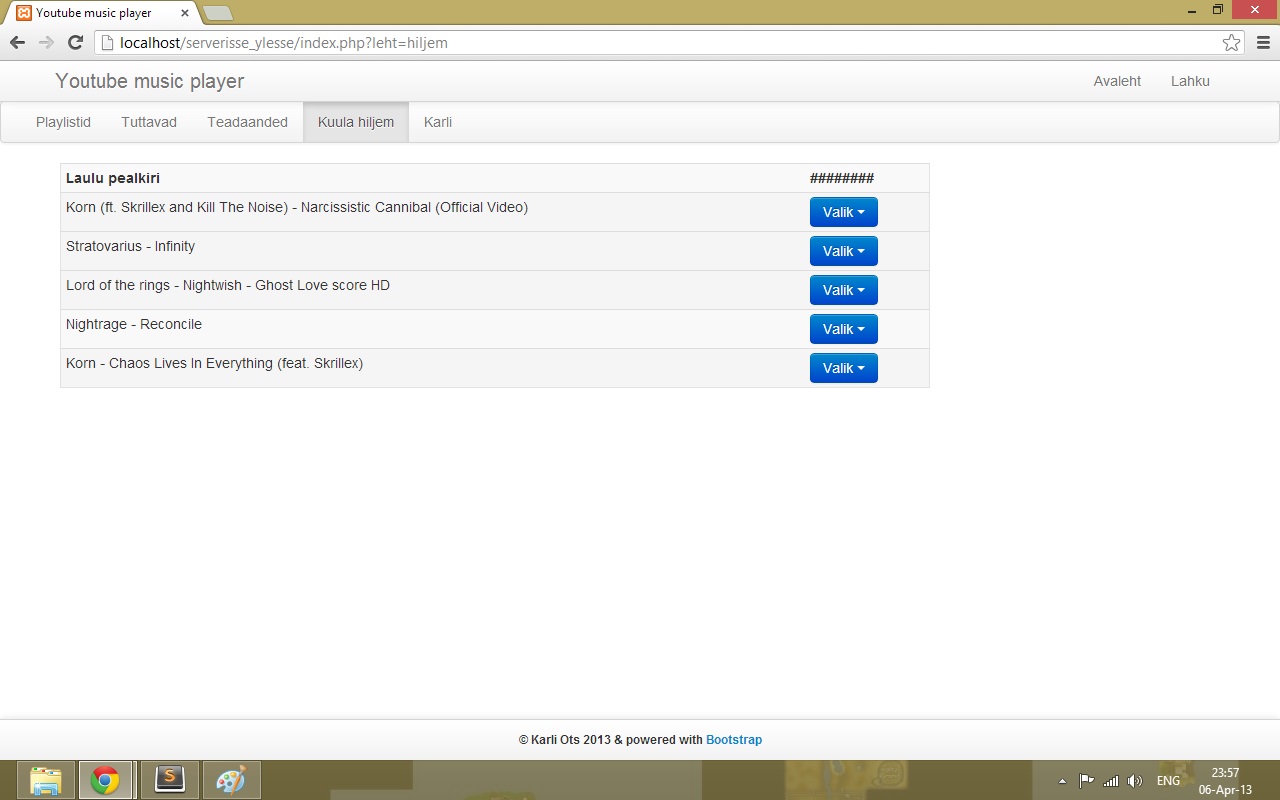 Youtube music player
localhost/serverisse_ylesse/index.php?leht=hiljem
Youtube music player
Avaleht Lahku
Playlistid Tuttavad Teadaanded Kuula hiljem Karli
Laulu pealkiri ########
Korn (ft. Skrillex and Kill The Noise) - Narcissistic Cannibal (Official Video) Valik
Stratovarius - Infinity Valik
Lord of the rings - Nightwish - Ghost Love score HD Valik
Nightrage - Reconcile Valik
Korn - Chaos Lives In Everything (feat. Skrillex) Valik
© Karli Ots 2013 & powered with Bootstrap
S
ENG
23:57
06-Apr-13